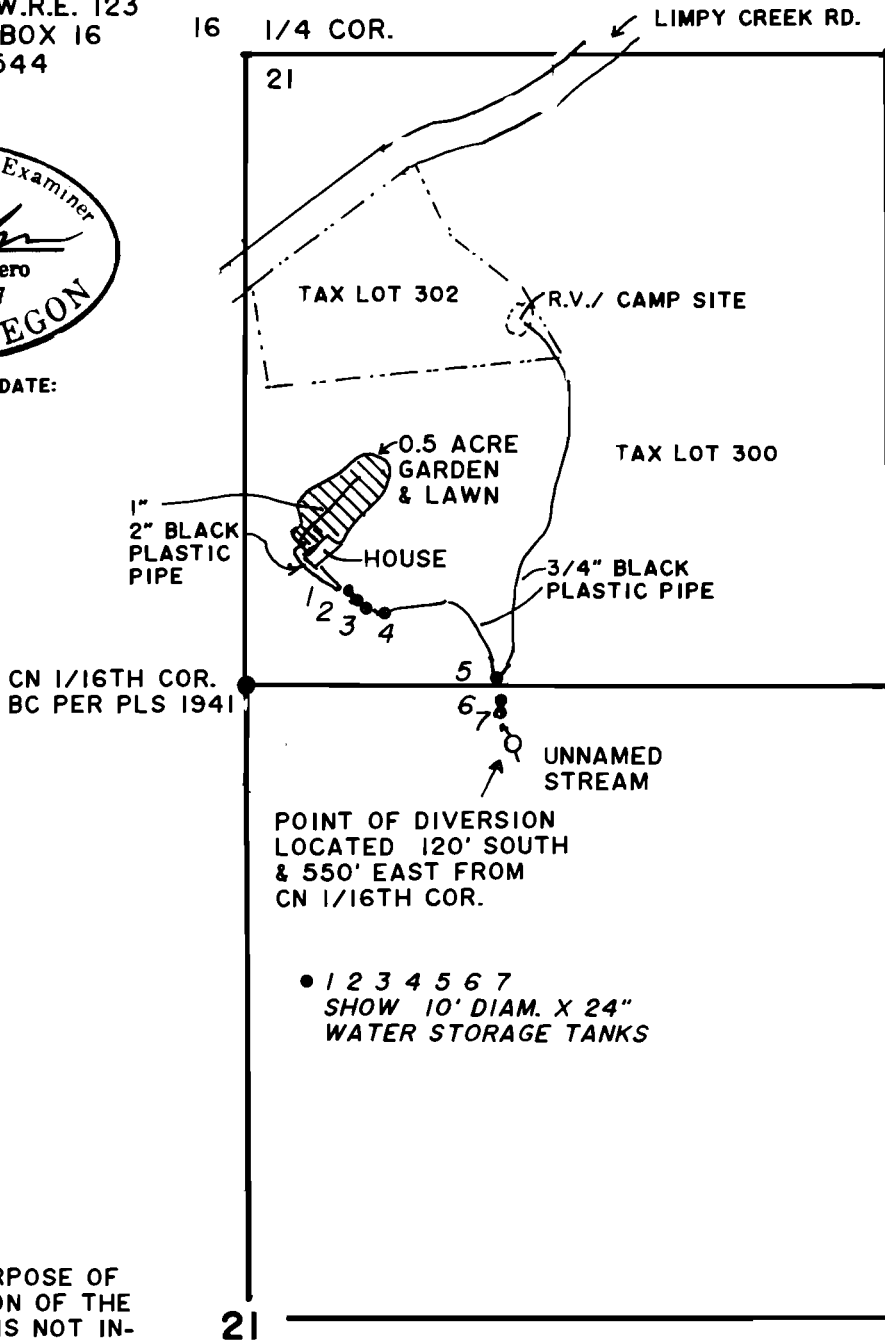 W.R.E. 123
BOX 16
544
16 1/4 COR.
21
LIMPY CREEK RD.
Examiner
ero
7
EGON
DATE:
TAX LOT 302
R.V./ CAMP SITE
0.5 ACRE
GARDEN
& LAWN
TAX LOT 300
1"
2" BLACK
PLASTIC
PIPE
HOUSE
3/4" BLACK
PLASTIC PIPE
1
2
3
4
5
6
7
CN 1/16TH COR.
BC PER PLS 1941
UNNAMED
STREAM
POINT OF DIVERSION
LOCATED 120' SOUTH
& 550' EAST FROM
CN 1/16TH COR.
1 2 3 4 5 6 7
SHOW 10' DIAM. X 24"
WATER STORAGE TANKS
RPOSE OF
ON OF THE
IS NOT IN-
21